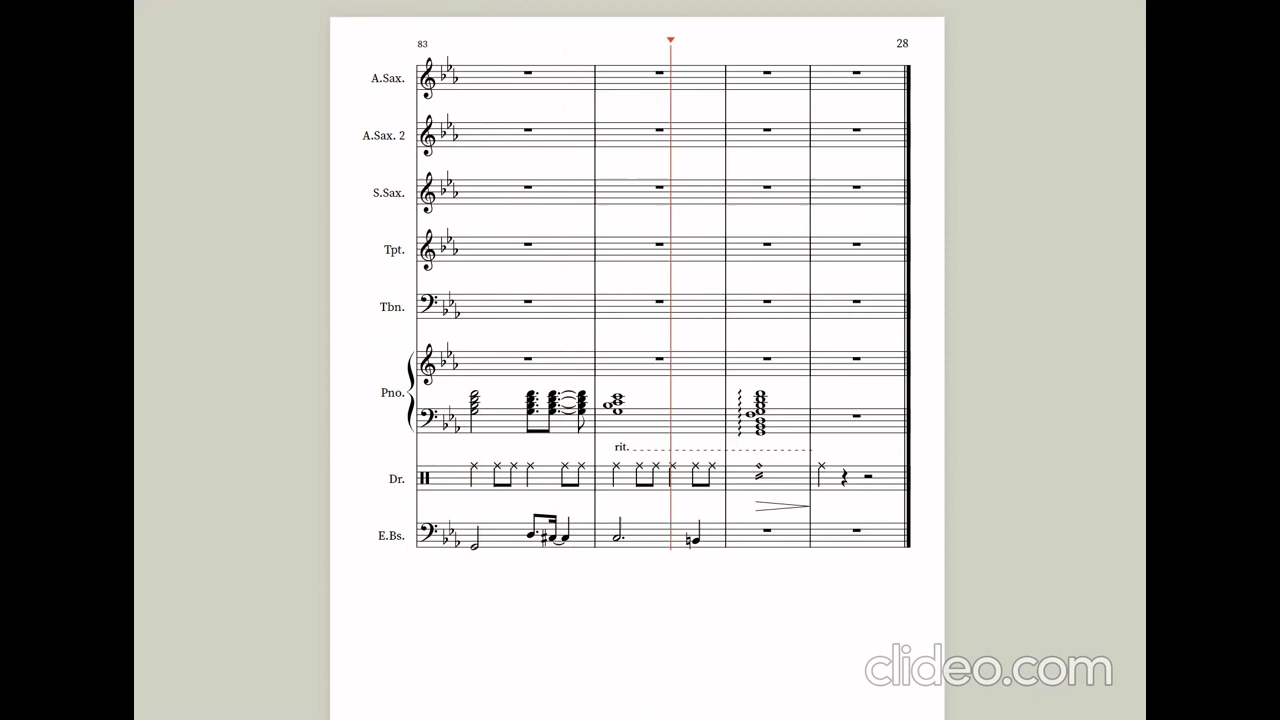 83 28
A.Sax.
A.Sax. 2
S.Sax.
Tpt.
Tbn.
Pno.
rit.
Dr.
E.Bs.
clideo.com